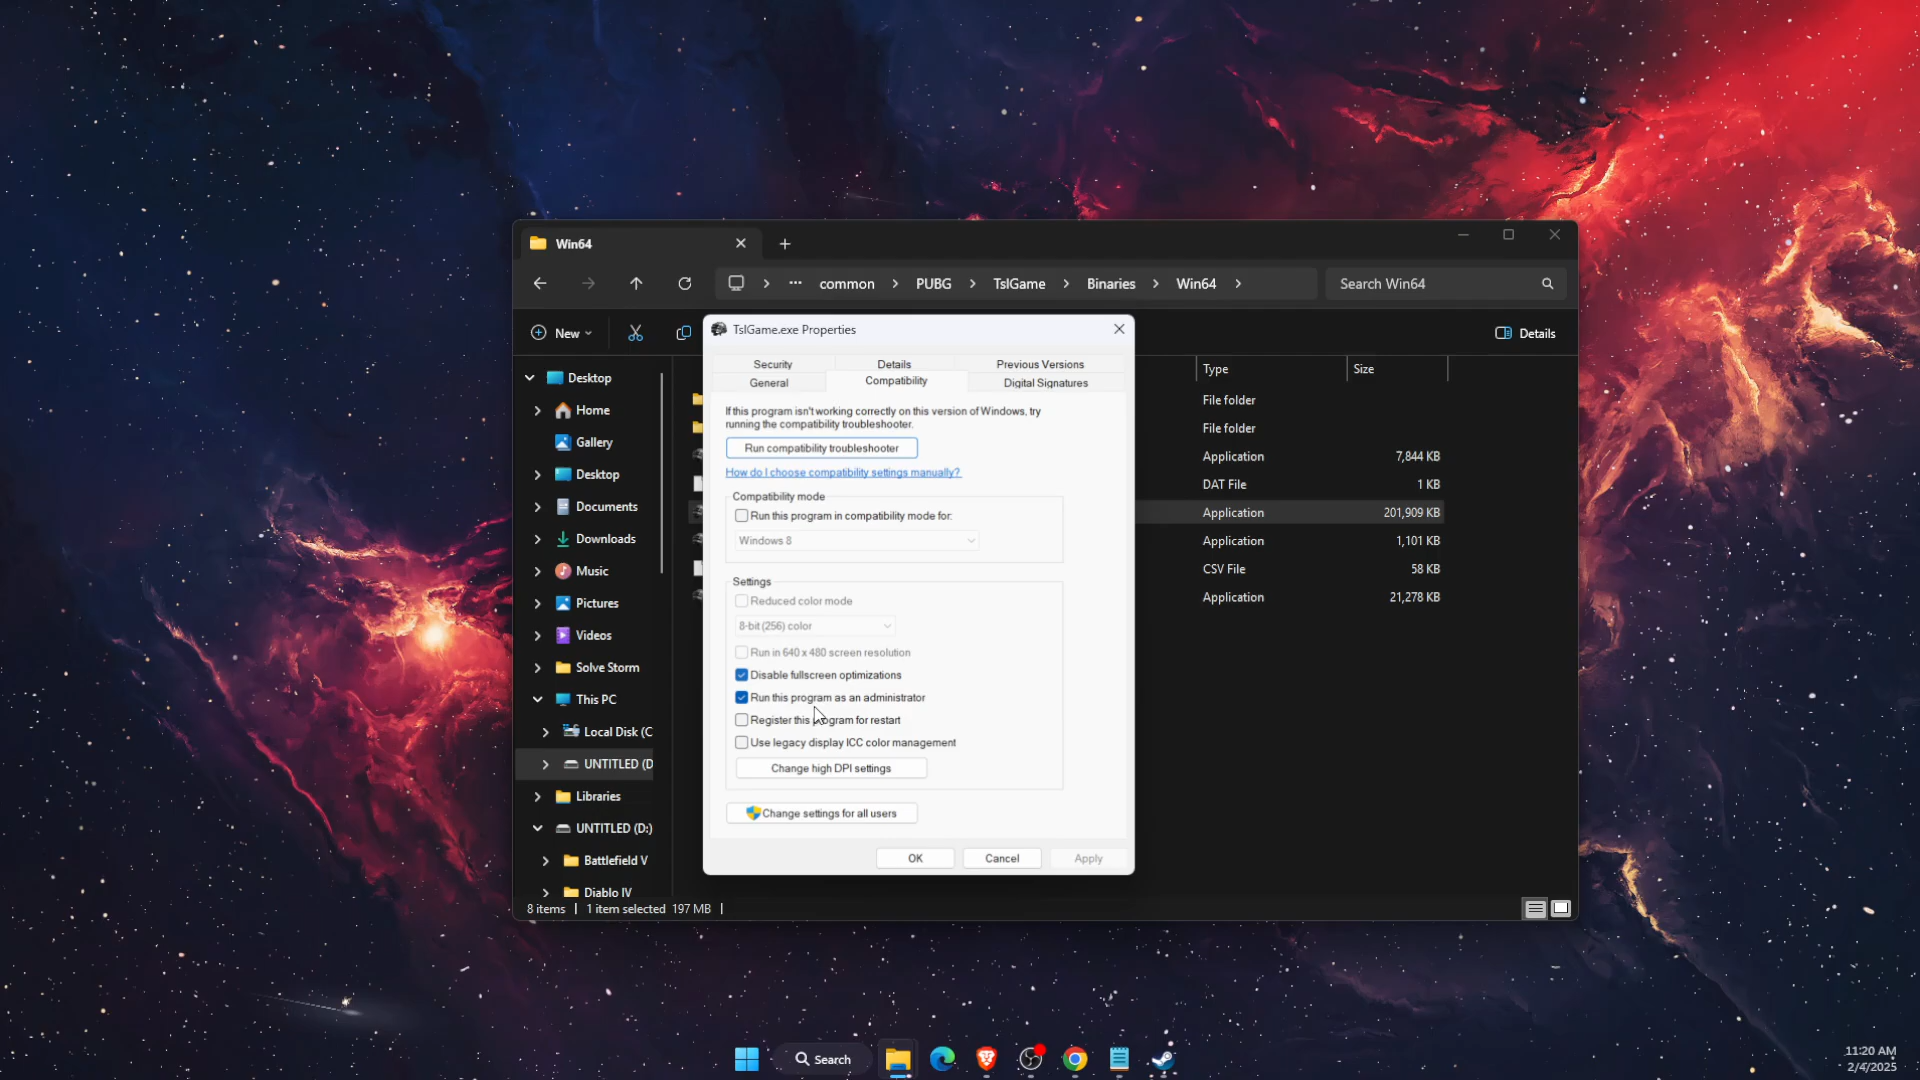 Win64
common
PUBG
TslGame
Binaries
Win64
Search Win64
New
Details
TslGame.exe Properties
Security
Details
Previous Versions
General
Compatibility
Digital Signatures
If this program isn't working correctly on this version of Windows, try
running the compatibility troubleshooter.
Run compatibility troubleshooter
How do I choose compatibility settings manually?
Compatibility mode
Run this program in compatibility mode for:
Windows 8
Settings
Reduced color mode
8-bit (256) color
Run in 640 x 480 screen resolution
Disable fullscreen optimizations
Run this program as an administrator
Register this program for restart
Use legacy display ICC color management
Change high DPI settings
Change settings for all users
OK
Cancel
Apply
Type
Size
File folder
File folder
Application
7,844 KB
DAT File
1 KB
Application
201,909 KB
Application
1,101 KB
CSV File
58 KB
Application
21,278 KB
Desktop
Home
Gallery
Desktop
Documents
Downloads
Music
Pictures
Videos
Solve Storm
This PC
Local Disk (C
UNTITLED (D
Libraries
UNTITLED (D:)
Battlefield V
Diablo IV
8 items
1 item selected
197 MB
Search
11:20 AM
2/4/2025